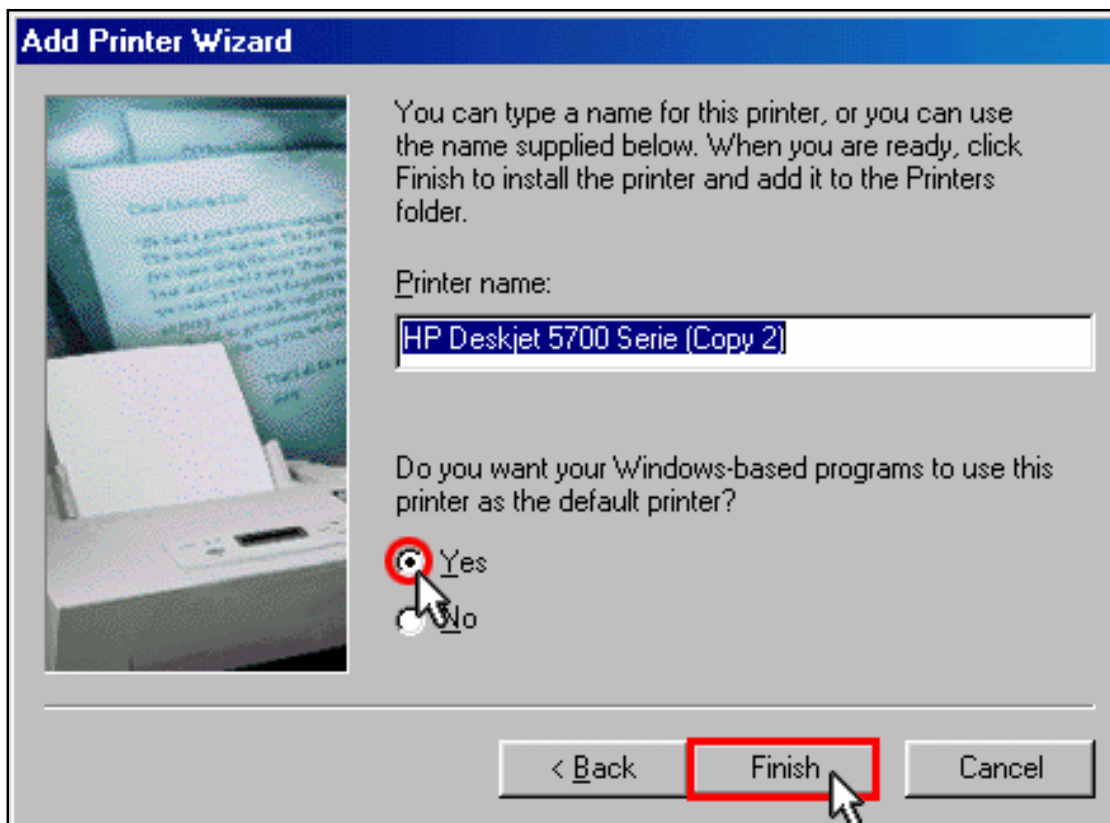 Add Printer Wizard
You can type a name for this printer, or you can use
the name supplied below. When you are ready, click
Finish to install the printer and add it to the Printers
folder.
Printer name:
HP Deskjet 5700 Serie (Copy 2)
Do you want your Windows-based programs to use this
printer as the default printer?
Yes
No
< Back
Finish
Cancel